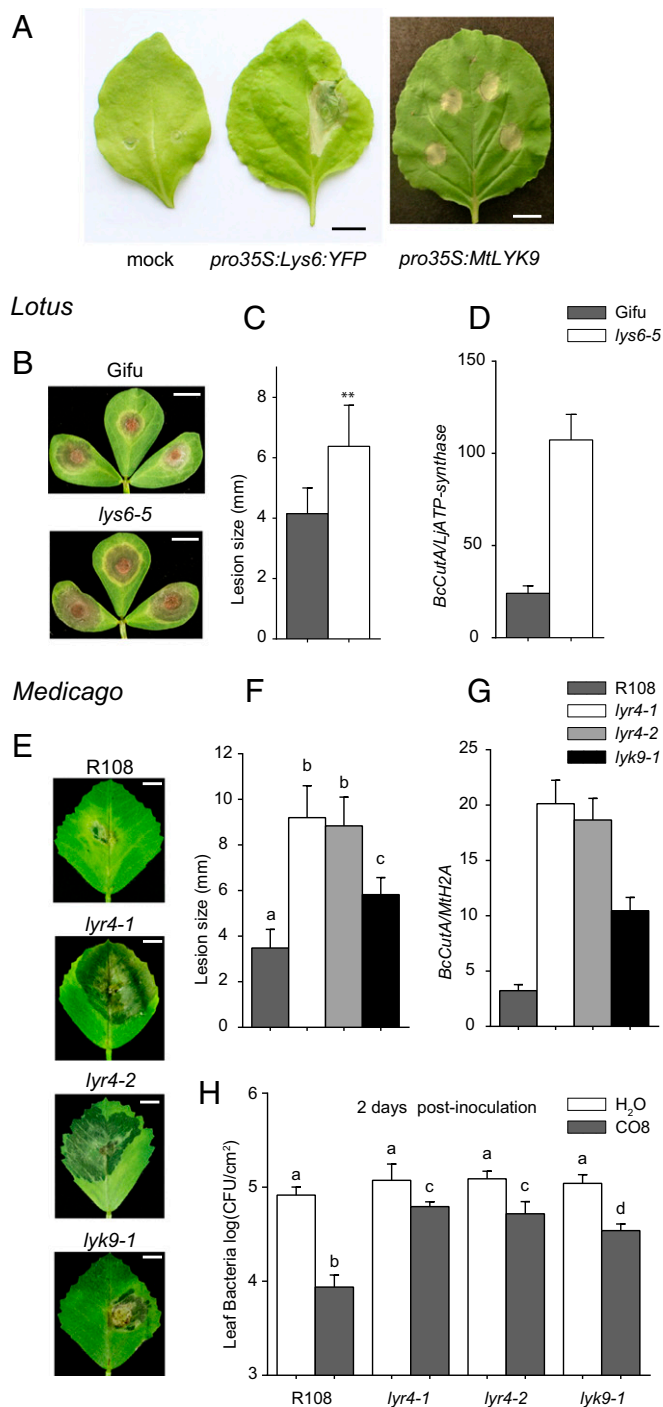 A
mock
pro35S:Lys6:YFP
pro35S:MtLYK9
Lotus
B
Gifu
lys6-5
C
Lesion size (mm)
8
6
4
2
0
**
D
Gifu
lys6-5
BcCutA/LjATP-synthase
150
100
50
0
Medicago
E
R108
lyr4-1
lyr4-2
lyk9-1
F
Lesion size (mm)
12
10
8
6
4
2
0
a
b
b
c
G
R108
lyr4-1
lyr4-2
lyk9-1
BcCutA/MtH2A
25
20
15
10
5
0
H
2 days post-inoculation
H₂O
CO8
Leaf Bacteria log(CFU/cm²)
6
5
4
3
a
b
a
c
a
c
a
d
R108
lyr4-1
lyr4-2
lyk9-1